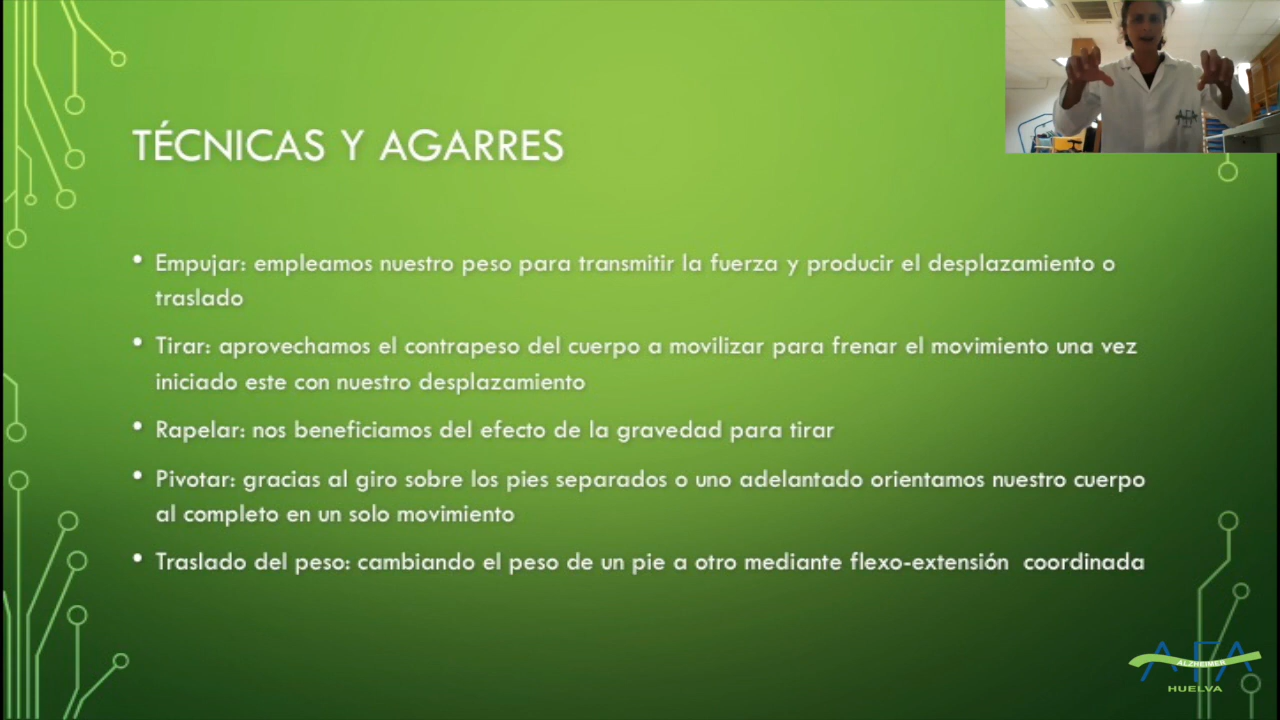 TÉCNICAS Y AGARRES
• Empujar: empleamos nuestro peso para transmitir la fuerza y producir el desplazamiento o
traslado
• Tirar: aprovechamos el contrapeso del cuerpo a movilizar para frenar el movimiento una vez
iniciado este con nuestro desplazamiento
• Rapelar: nos beneficiamos del efecto de la gravedad para tirar
• Pivotar: gracias al giro sobre los pies separados o uno adelantado orientamos nuestro cuerpo
al completo en un solo movimiento
• Traslado del peso: cambiando el peso de un pie a otro mediante flexo-extensión coordinada
AFA
AFA
ALZHEIMER
HUELVA